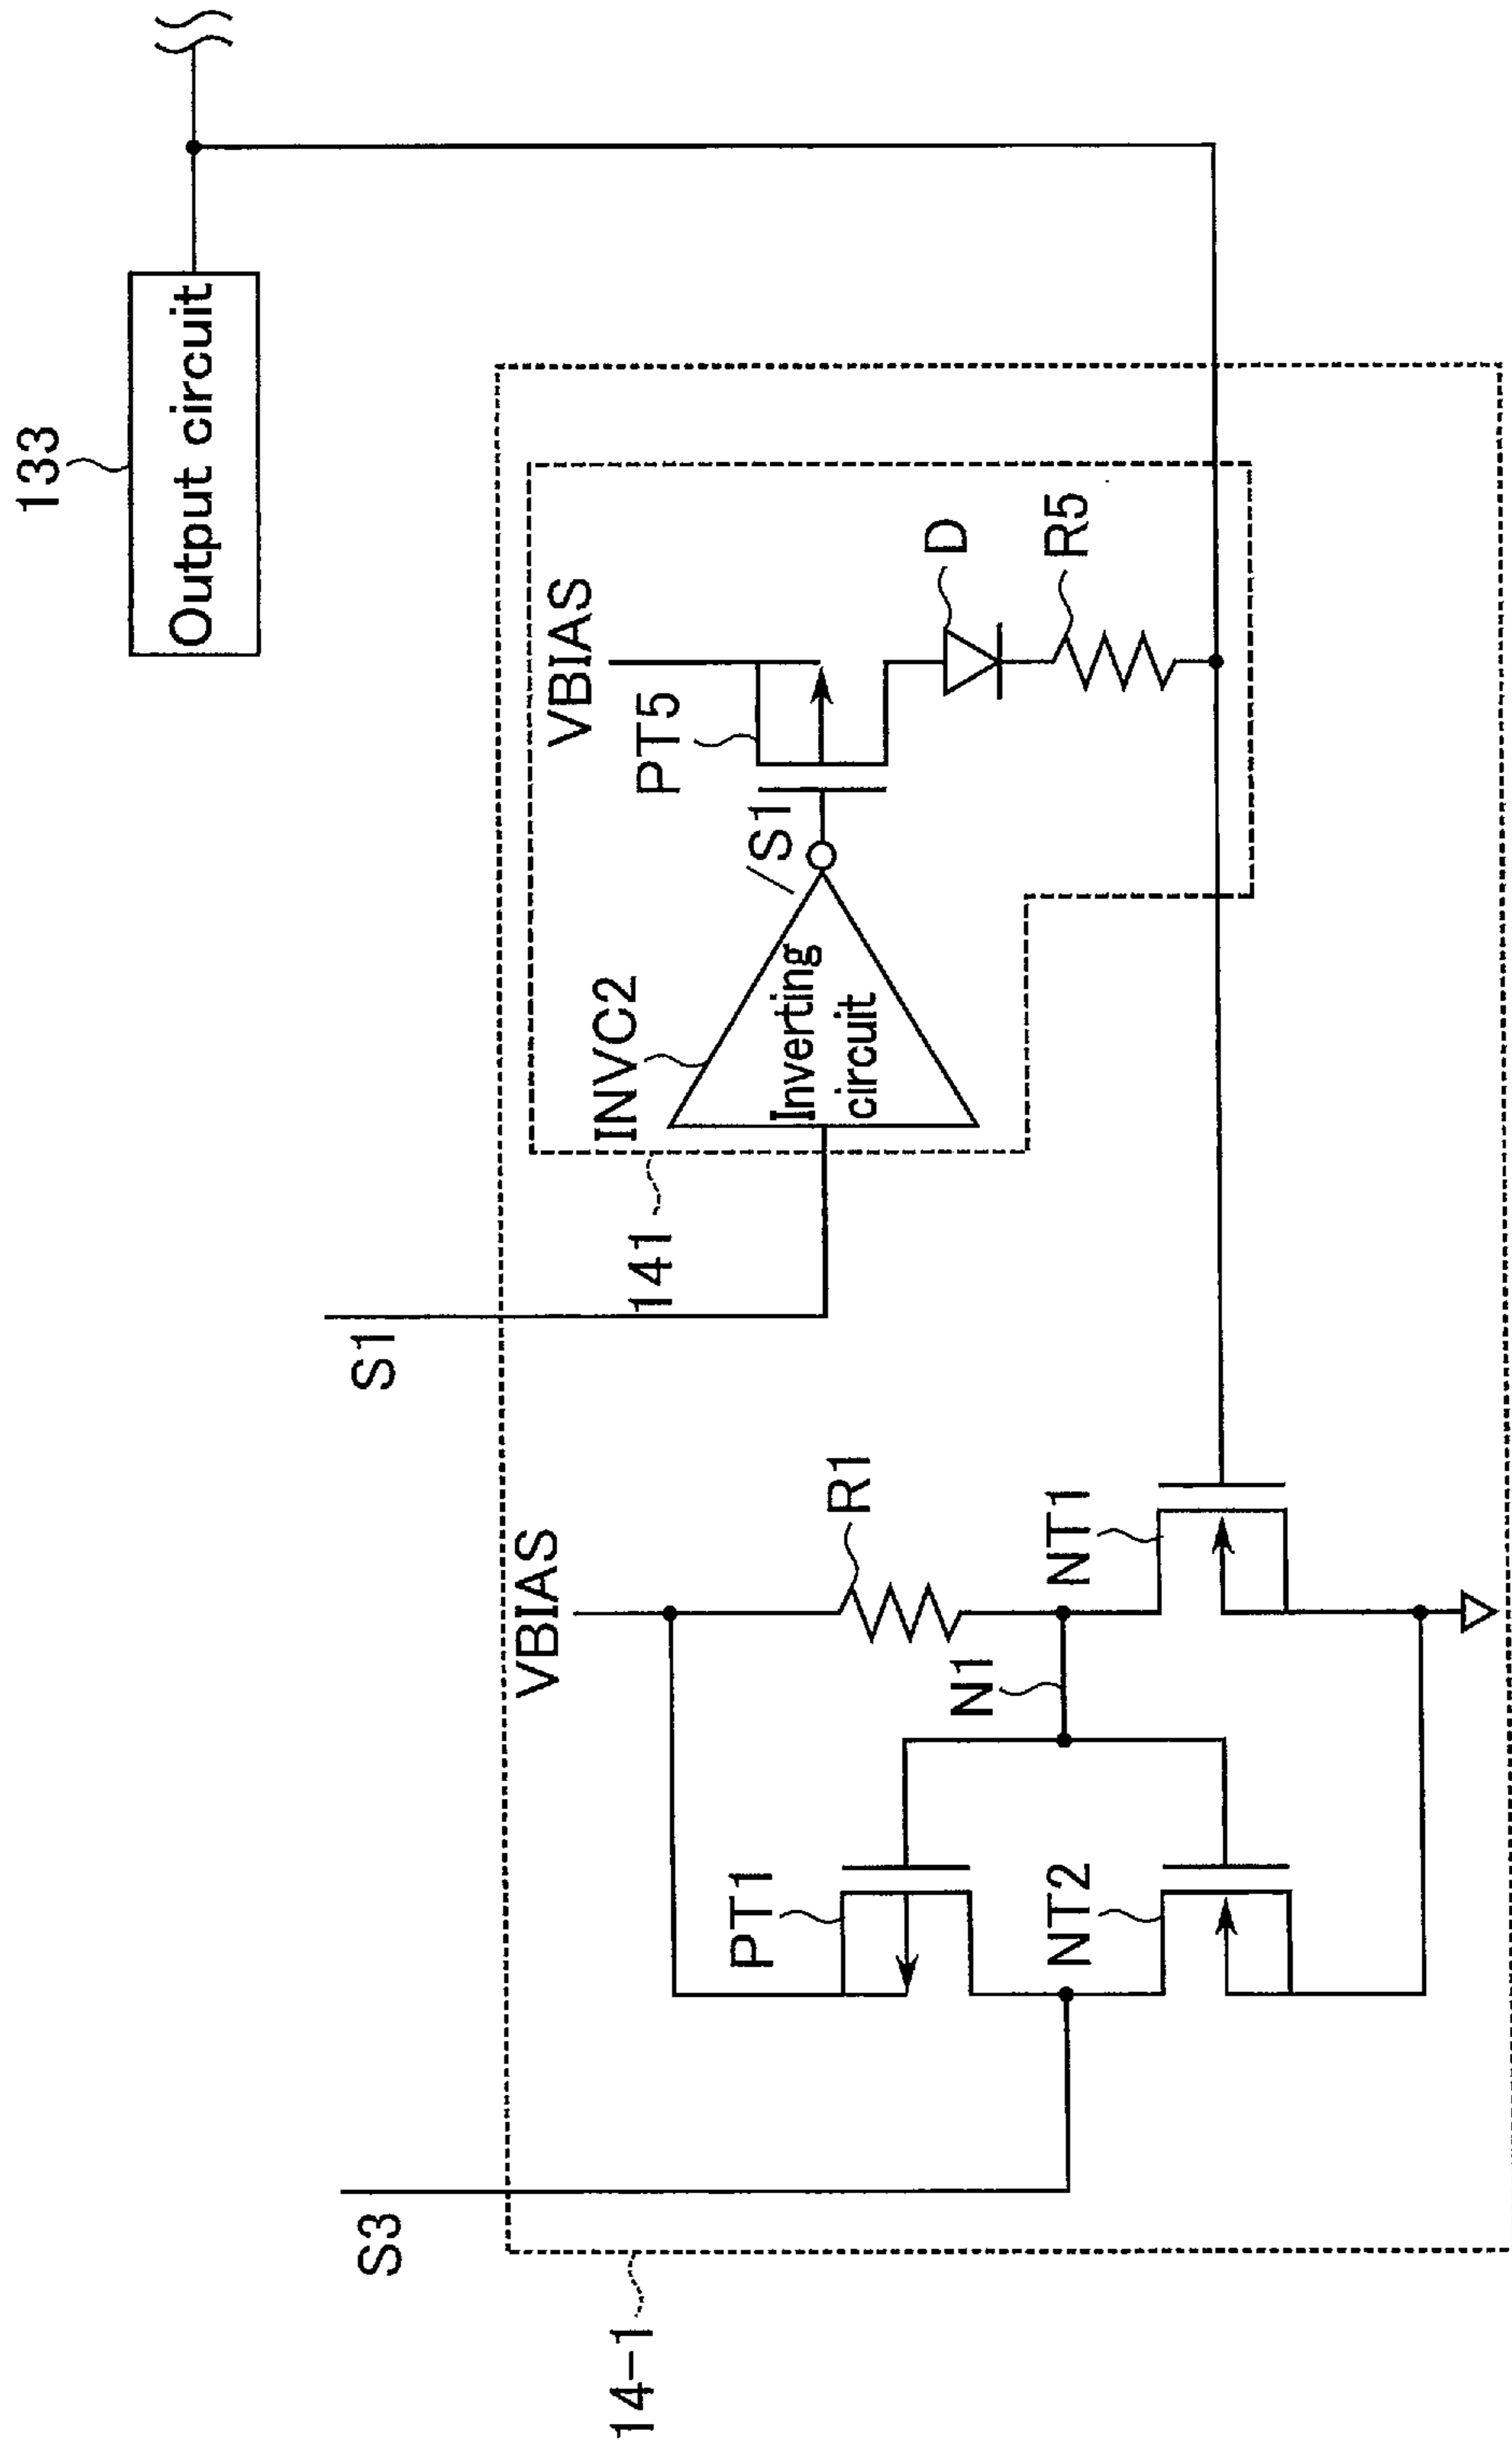 133
Output circuit
S3
S1
VBIAS
VBIAS
14-1
INVC2
141
PT5
PT1
/S1
Inverting
circuit
R1
D
N1
NT2
NT1
R5